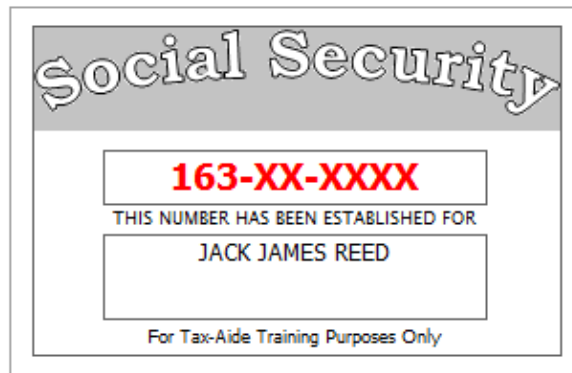 Social Security
163-XX-XXXX
THIS NUMBER HAS BEEN ESTABLISHED FOR
JACK JAMES REED
For Tax-Aide Training Purposes Only